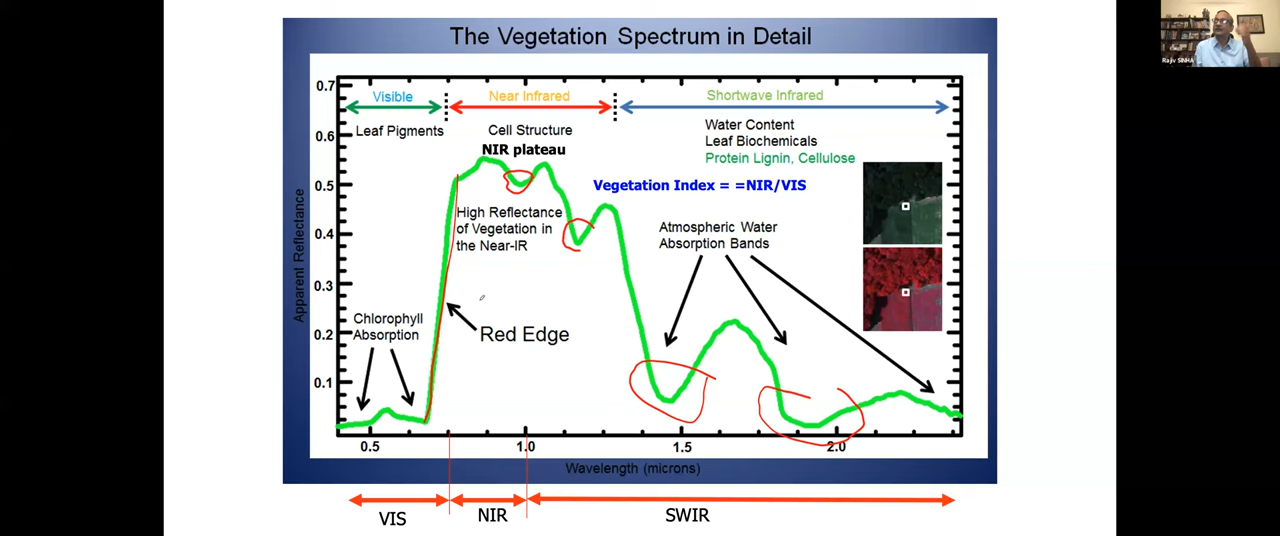 The Vegetation Spectrum in Detail
Rajiv SINHA
Visible
Near Infrared
Shortwave Infrared
Leaf Pigments
Cell Structure
NIR plateau
Water Content
Leaf Biochemicals
Protein Lignin, Cellulose
Vegetation Index = =NIR/VIS
High Reflectance
of Vegetation in
the Near-IR
Atmospheric Water
Absorption Bands
Chlorophyll
Absorption
Red Edge
Apparent Reflectance
0.7
0.6
0.5
0.4
0.3
0.2
0.1
0.5
1.0
1.5
2.0
Wavelength (microns)
VIS
NIR
SWIR